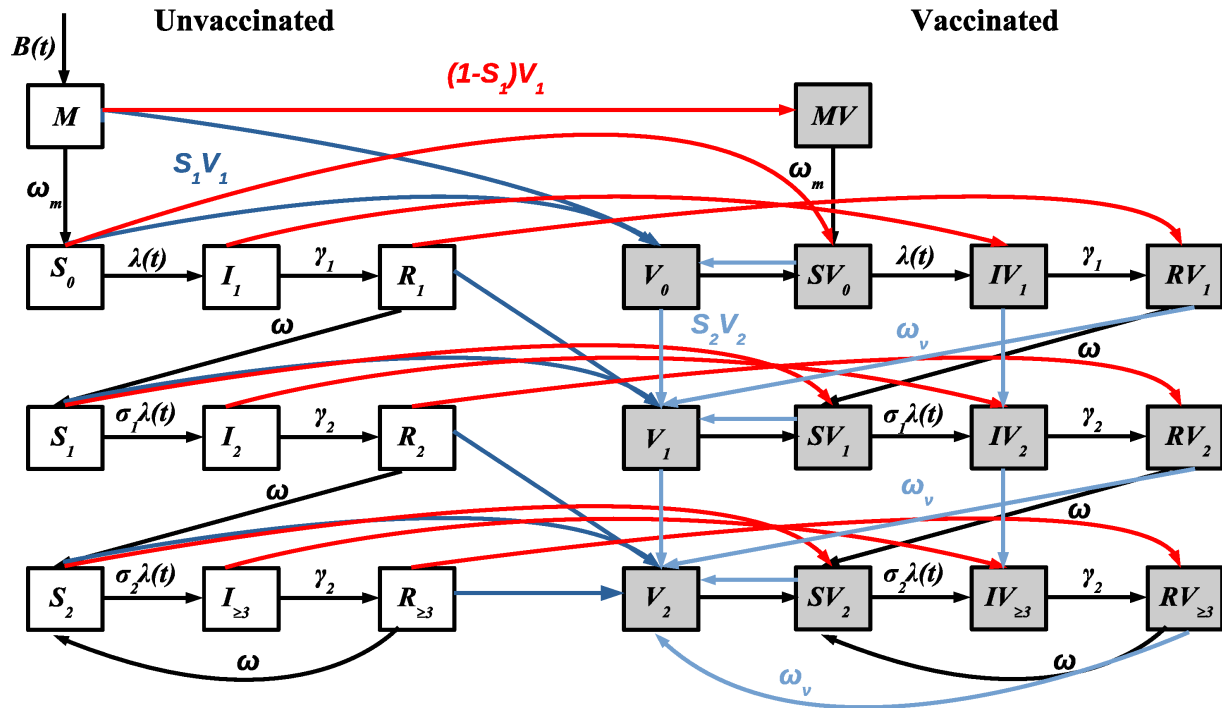 Unvaccinated Vaccinated
B(t)
(1-S₁)V₁
M MV
S₁V₁
ωₘ ωₘ
S₀ λ(t) I₁ γ₁ R₁ V₀ SV₀ λ(t) IV₁ γ₁ RV₁
ω S₂V₂ ωᵥ ω
S₁ σ₁λ(t) I₂ γ₂ R₂ V₁ SV₁ σ₁λ(t) IV₂ γ₂ RV₂
ω ωᵥ ω
S₂ σ₂λ(t) I≥₃ γ₂ R≥₃ V₂ SV₂ σ₂λ(t) IV≥₃ γ₂ RV≥₃
ω ωᵥ ω